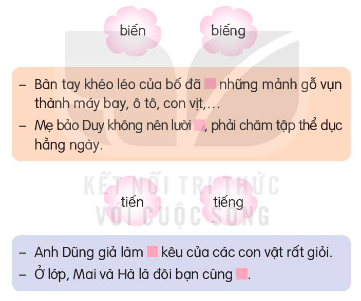 biến biếng
– Bàn tay khéo léo của bố đã ■ những mảnh gỗ vụn
thành máy bay, ô tô, con vịt,...
– Mẹ bảo Duy không nên lười ■, phải chăm tập thể dục
hằng ngày.
KẾT NỐI TRI THỨC
VỚI CUỘC SỐNG
tiến tiếng
– Anh Dũng giả làm ■ kêu của các con vật rất giỏi.
– Ở lớp, Mai và Hà là đôi bạn cùng ■.